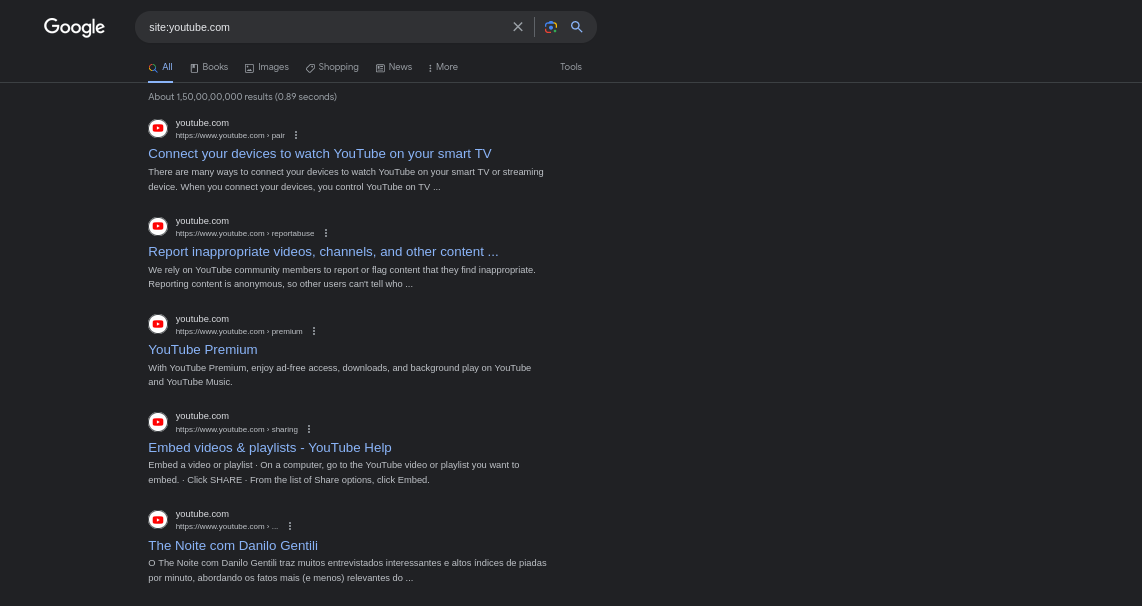 Google
site:youtube.com
All
Books
Images
Shopping
News
More
Tools
About 1,50,00,00,000 results (0.89 seconds)
youtube.com
https://www.youtube.com › pair
Connect your devices to watch YouTube on your smart TV
There are many ways to connect your devices to watch YouTube on your smart TV or streaming
device. When you connect your devices, you control YouTube on TV ...
youtube.com
https://www.youtube.com › reportabuse
Report inappropriate videos, channels, and other content ...
We rely on YouTube community members to report or flag content that they find inappropriate.
Reporting content is anonymous, so other users can't tell who ...
youtube.com
https://www.youtube.com › premium
YouTube Premium
With YouTube Premium, enjoy ad-free access, downloads, and background play on YouTube
and YouTube Music.
youtube.com
https://www.youtube.com › sharing
Embed videos & playlists - YouTube Help
Embed a video or playlist · On a computer, go to the YouTube video or playlist you want to
embed. · Click SHARE · From the list of Share options, click Embed.
youtube.com
https://www.youtube.com › ...
The Noite com Danilo Gentili
O The Noite com Danilo Gentili traz muitos entrevistados interessantes e altos índices de piadas
por minuto, abordando os fatos mais (e menos) relevantes do ...